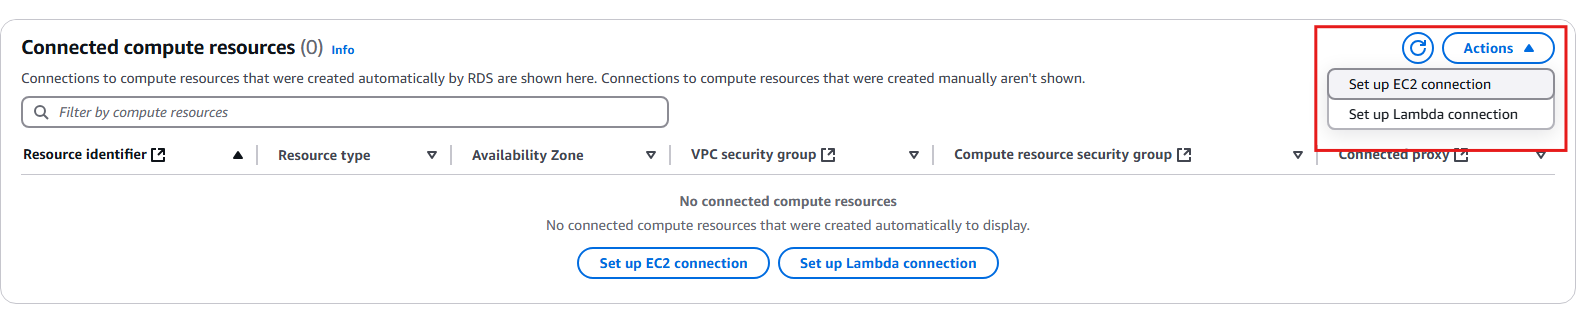 Connected compute resources (0) Info
Actions
Connections to compute resources that were created automatically by RDS are shown here. Connections to compute resources that were created manually aren't shown.
Set up EC2 connection
Filter by compute resources
Set up Lambda connection
Resource identifier Resource type Availability Zone VPC security group Compute resource security group Connected proxy
No connected compute resources
No connected compute resources that were created automatically to display.
Set up EC2 connection Set up Lambda connection